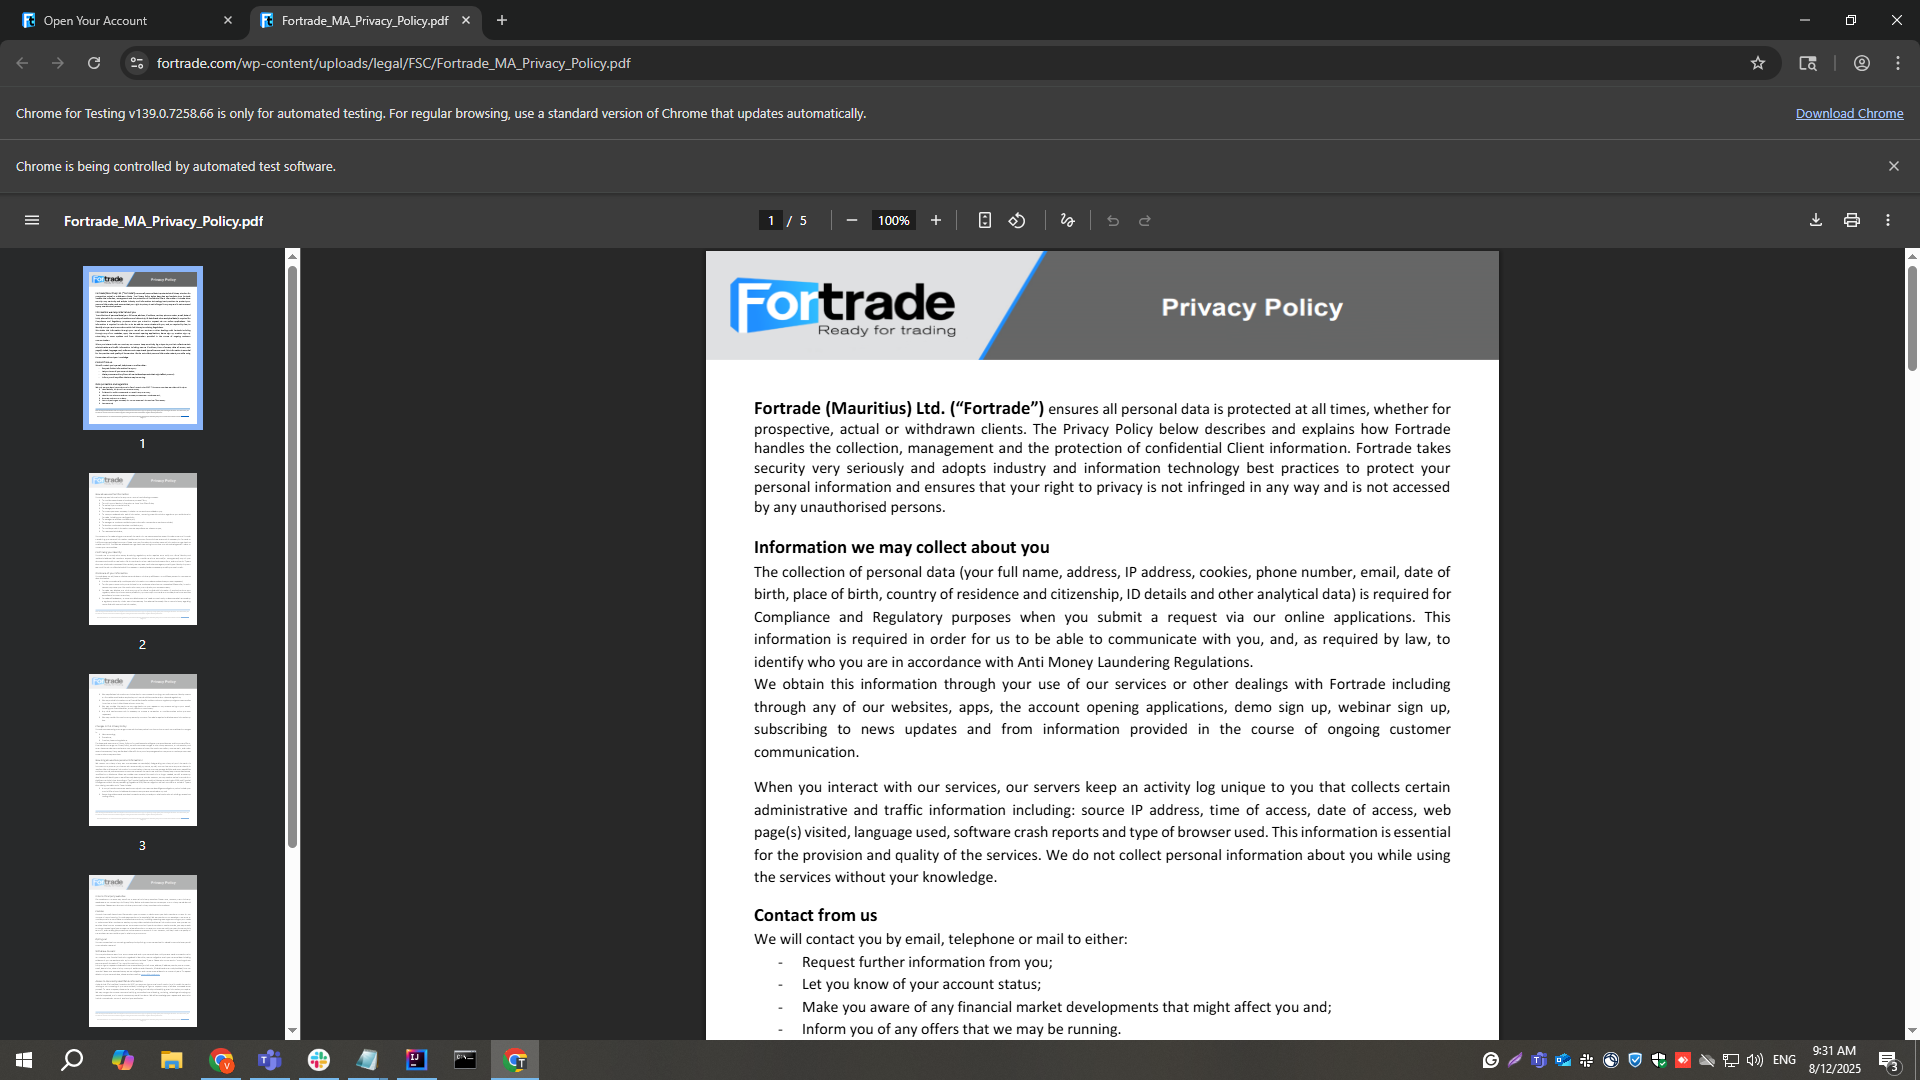 Open Your Account
Fortrade_MA_Privacy_Policy.pdf
fortrade.com/wp-content/uploads/legal/FSC/Fortrade_MA_Privacy_Policy.pdf
Chrome for Testing v139.0.7258.66 is only for automated testing. For regular browsing, use a standard version of Chrome that updates automatically.
Download Chrome
Chrome is being controlled by automated test software.
Fortrade_MA_Privacy_Policy.pdf
1 / 5
100%
1
2
3
Fortrade
Ready for trading
Privacy Policy
Fortrade (Mauritius) Ltd. (“Fortrade”) ensures all personal data is protected at all times, whether for
prospective, actual or withdrawn clients. The Privacy Policy below describes and explains how Fortrade
handles the collection, management and the protection of confidential Client information. Fortrade takes
security very seriously and adopts industry and information technology best practices to protect your
personal information and ensures that your right to privacy is not infringed in any way and is not accessed
by any unauthorised persons.
Information we may collect about you
The collection of personal data (your full name, address, IP address, cookies, phone number, email, date of
birth, place of birth, country of residence and citizenship, ID details and other analytical data) is required for
Compliance and Regulatory purposes when you submit a request via our online applications. This
information is required in order for us to be able to communicate with you, and, as required by law, to
identify who you are in accordance with Anti Money Laundering Regulations.
We obtain this information through your use of our services or other dealings with Fortrade including
through any of our websites, apps, the account opening applications, demo sign up, webinar sign up,
subscribing to news updates and from information provided in the course of ongoing customer
communication.
When you interact with our services, our servers keep an activity log unique to you that collects certain
administrative and traffic information including: source IP address, time of access, date of access, web
page(s) visited, language used, software crash reports and type of browser used. This information is essential
for the provision and quality of the services. We do not collect personal information about you while using
the services without your knowledge.
Contact from us
We will contact you by email, telephone or mail to either:
- Request further information from you;
- Let you know of your account status;
- Make you aware of any financial market developments that might affect you and;
- Inform you of any offers that we may be running.
ENG
9:31 AM
8/12/2025
3